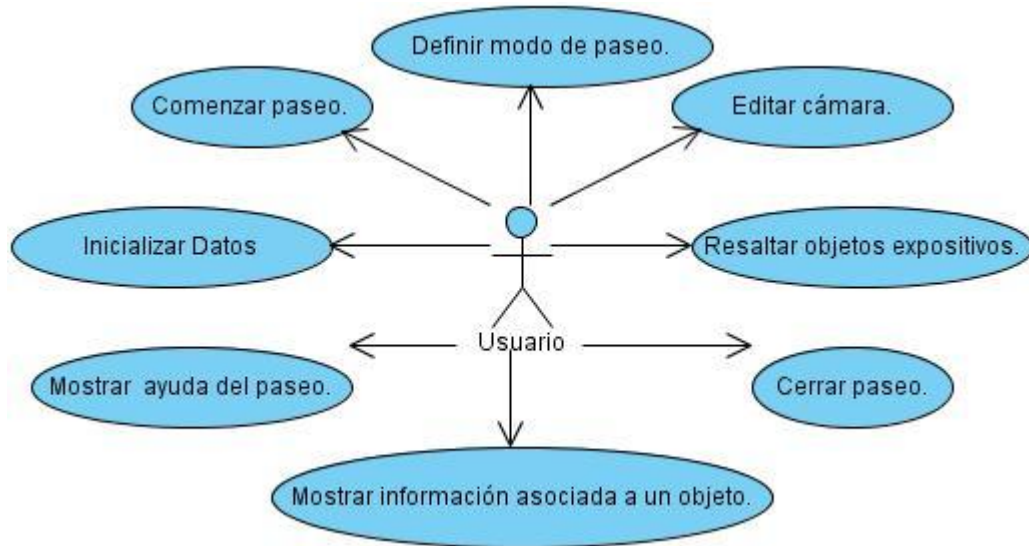 Definir modo de paseo.
Comenzar paseo.
Editar cámara.
Inicializar Datos
Resaltar objetos expositivos.
Usuario
Mostrar ayuda del paseo.
Cerrar paseo.
Mostrar información asociada a un objeto.